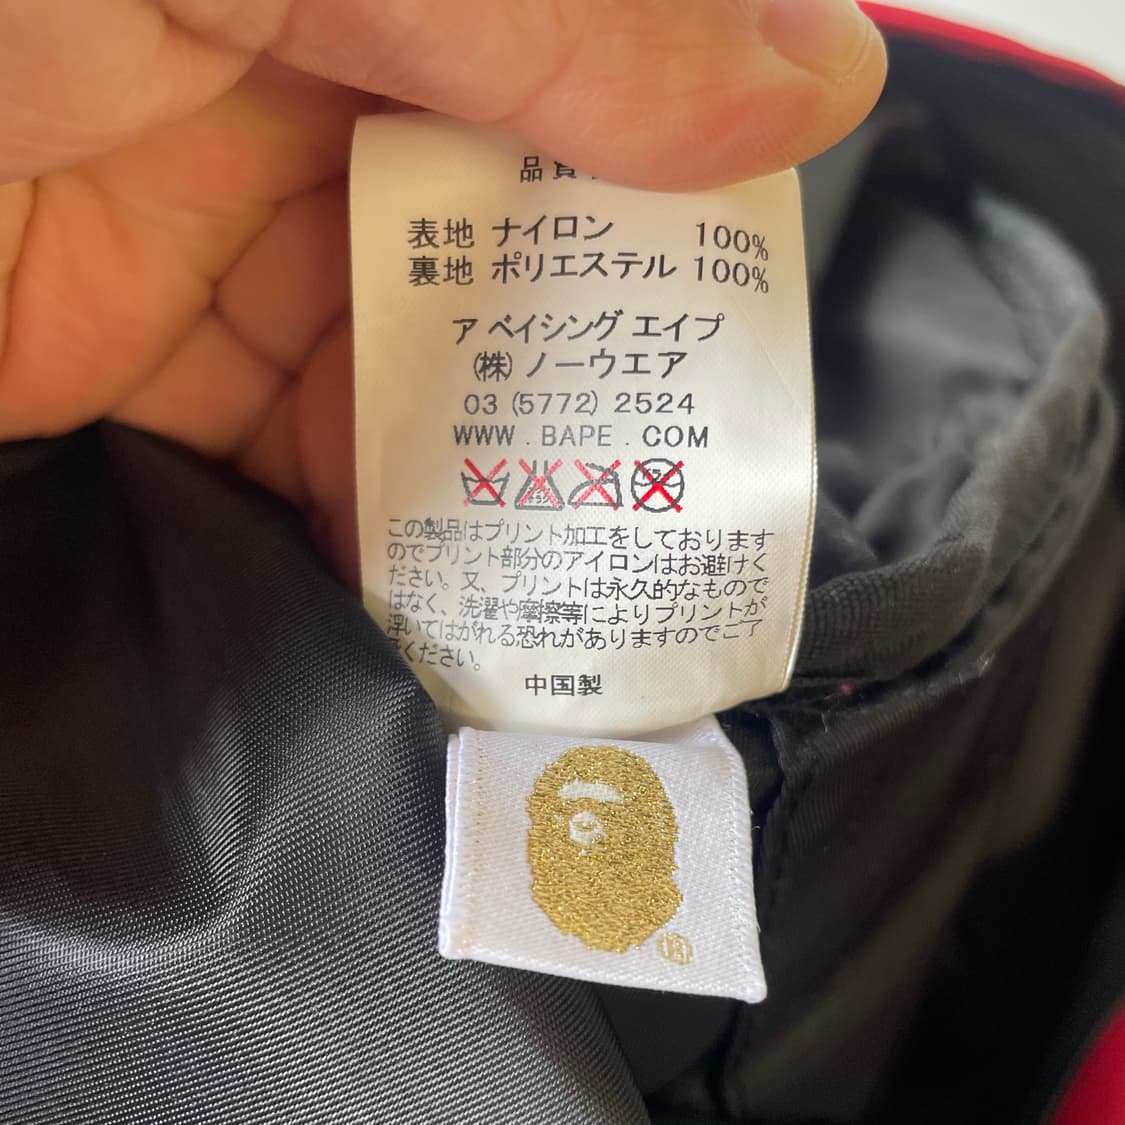 品質
表地 ナイロン 100%
裏地 ポリエステル 100%
ア ベイシング エイプ
(株) ノーウエア
03 (5772) 2524
WWW . BAPE . COM
この製品はプリント加工をしております
のでプリント部分のアイロンはお避けく
ださい。又、プリントは永久的なもので
はなく、洗濯や摩擦等によりプリントが
浮いてはがれる恐れがありますのでご了
承ください。
中国製